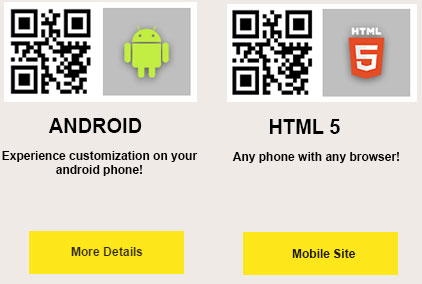 ANDROID
Experience customization on your
android phone!
More Details
HTML
5
HTML 5
Any phone with any browser!
Mobile Site